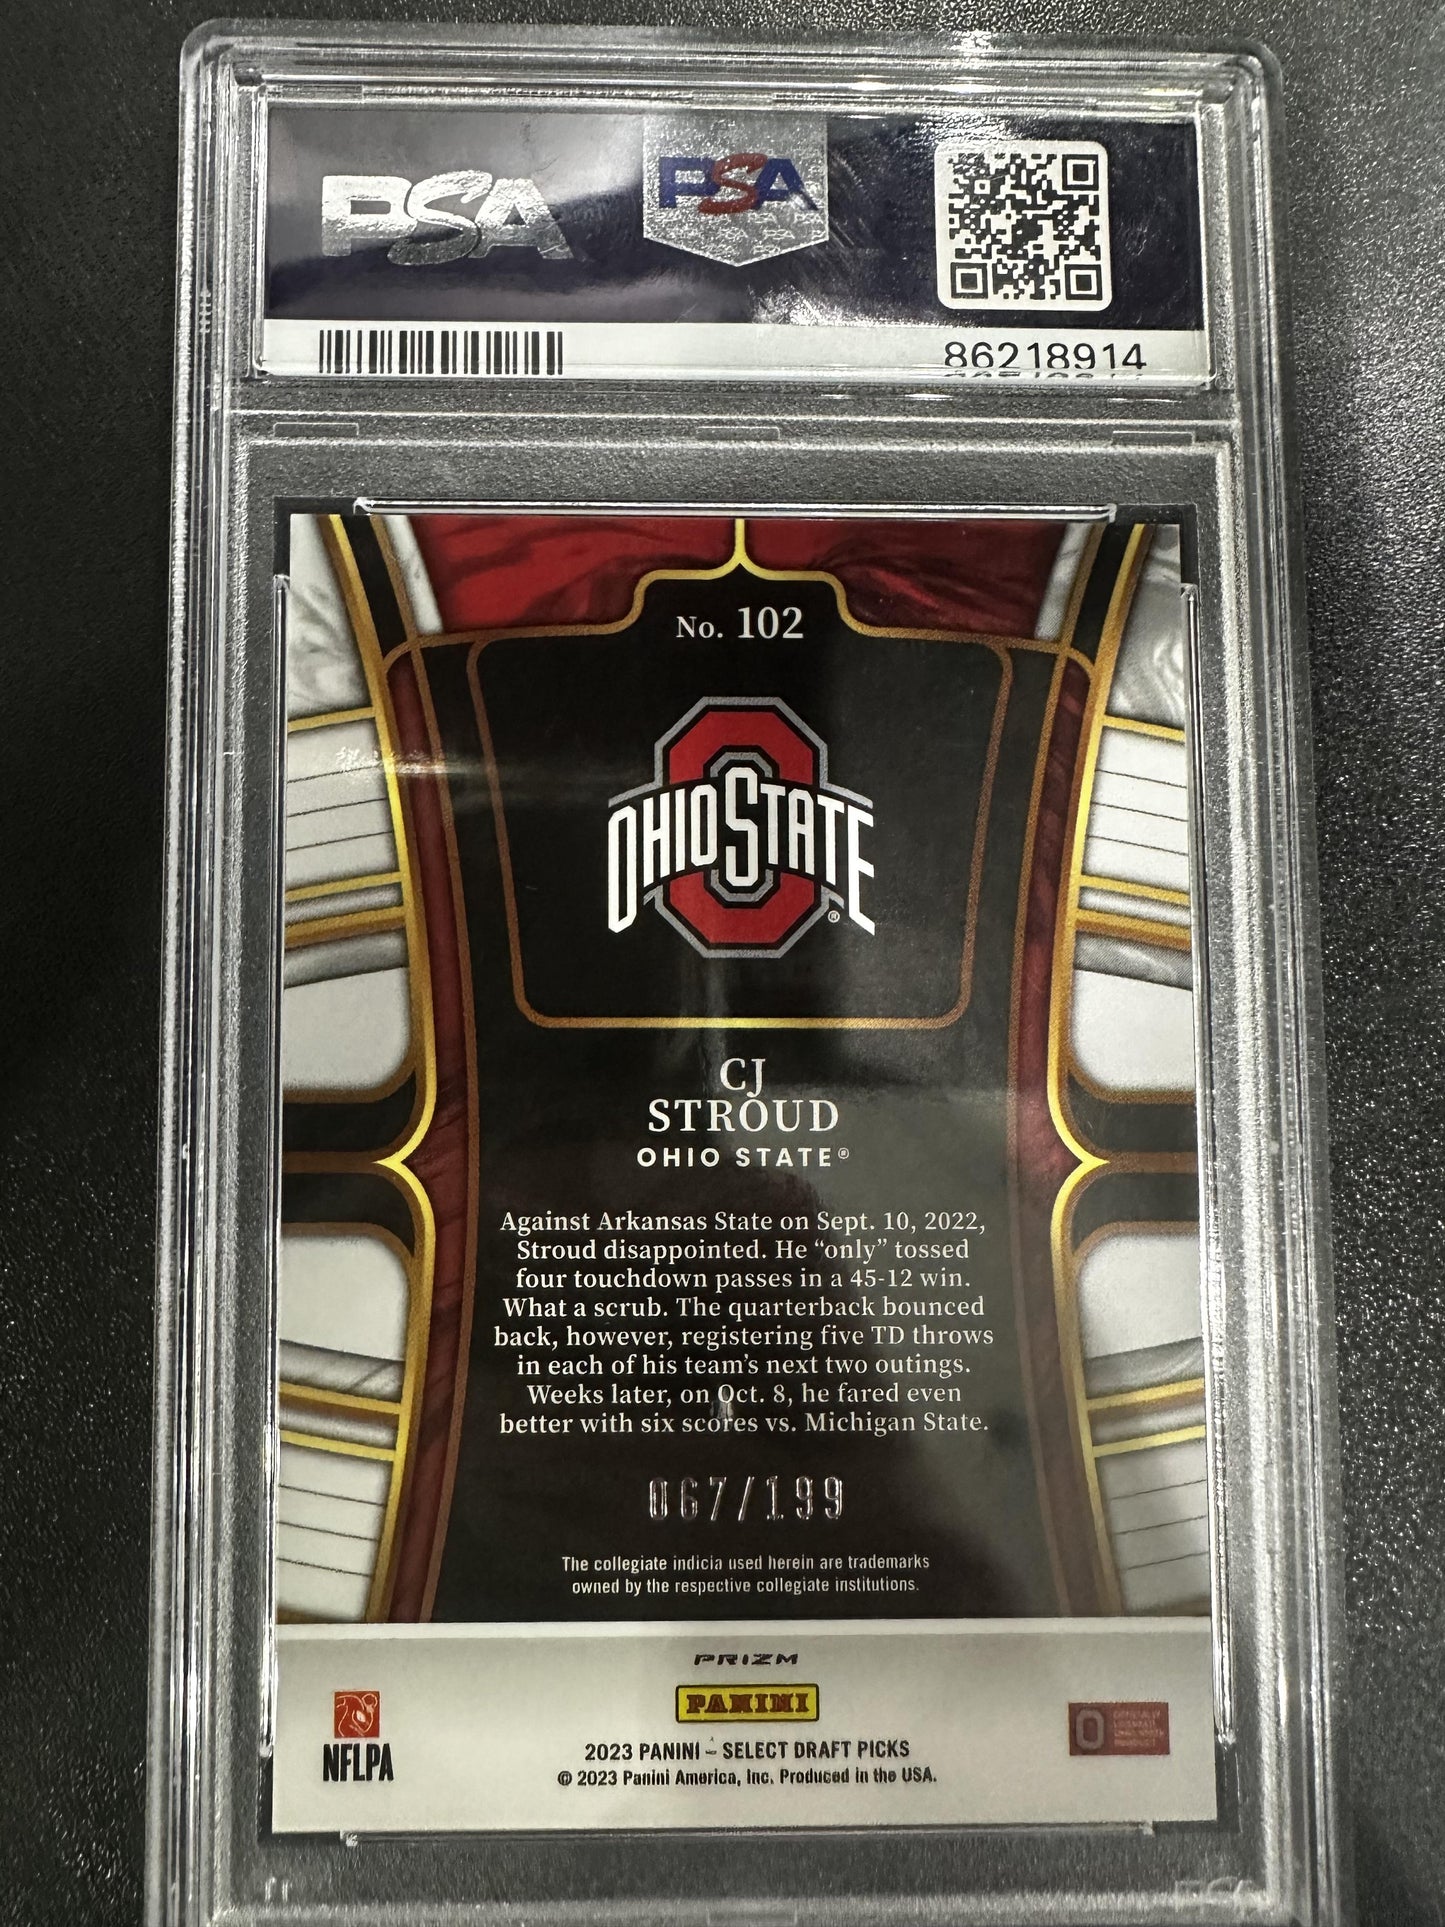 PSA
PSA
86218914
No. 102
OHIO STATE®
CJ
STROUD
OHIO STATE®
Against Arkansas State on Sept. 10, 2022,
Stroud disappointed. He “only” tossed
four touchdown passes in a 45-12 win.
What a scrub. The quarterback bounced
back, however, registering five TD throws
in each of his team’s next two outings.
Weeks later, on Oct. 8, he fared even
better with six scores vs. Michigan State.
067/199
The collegiate indicia used herein are trademarks
owned by the respective collegiate institutions.
PRIZM
PANINI
NFLPA
2023 PANINI - SELECT DRAFT PICKS
© 2023 Panini America, Inc. Produced in the USA.